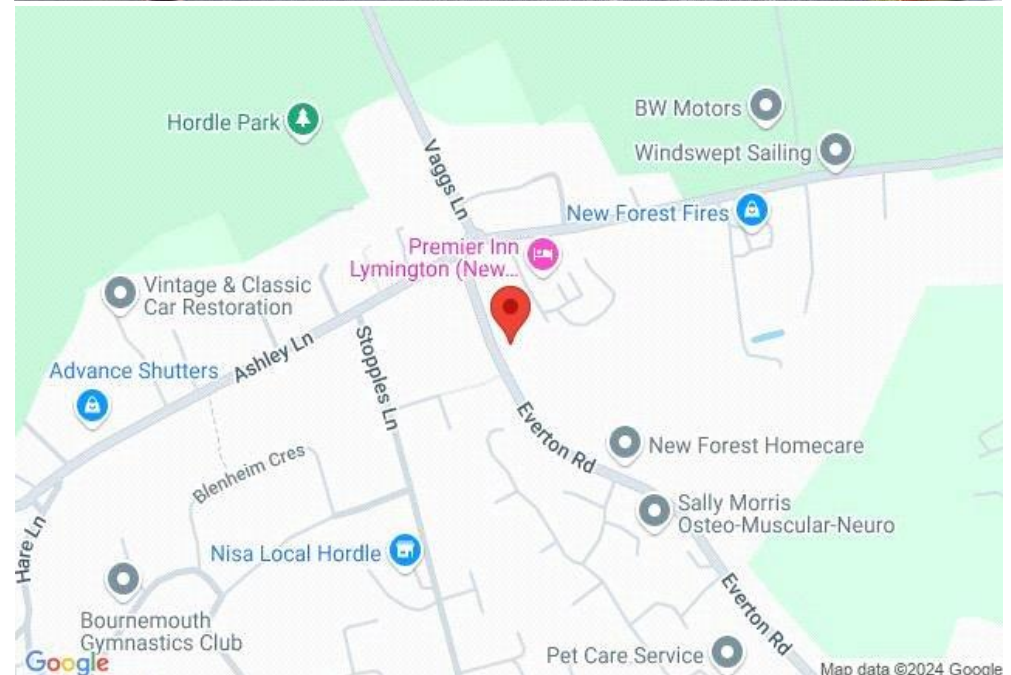 Hordle Park
BW Motors
Windswept Sailing
Vaggs Ln
New Forest Fires
Premier Inn
Lymington (New...
Vintage & Classic
Car Restoration
Ashley Ln
Stopples Ln
Advance Shutters
Everton Rd
New Forest Homecare
Blenheim Cres
Sally Morris
Osteo-Muscular-Neuro
Hare Ln
Nisa Local Hordle
Everton Rd
Bournemouth
Gymnastics Club
Pet Care Service
Google
Map data ©2024 Google